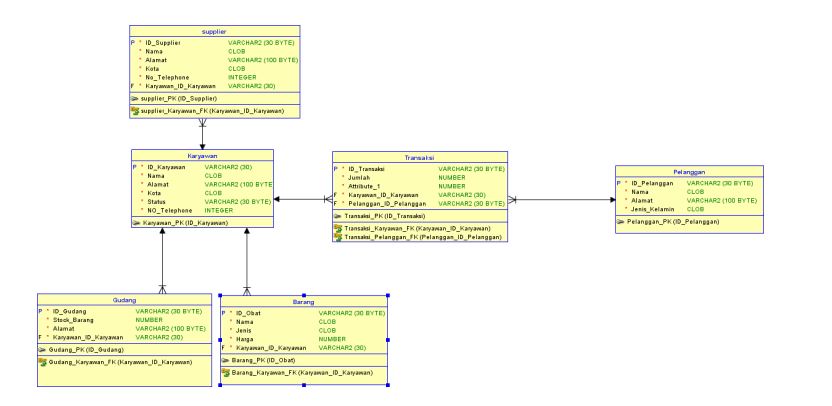 supplier
P * ID_Supplier VARCHAR2 (30 BYTE)
* Nama CLOB
* Alamat VARCHAR2 (100 BYTE)
* Kota CLOB
* No_Telephone INTEGER
F * Karyawan_ID_Karyawan VARCHAR2 (30)
supplier_PK (ID_Supplier)
supplier_Karyawan_FK (Karyawan_ID_Karyawan)
Karyawan
P * ID_Karyawan VARCHAR2 (30)
* Nama CLOB
* Alamat VARCHAR2 (100 BYTE
* Kota CLOB
* Status VARCHAR2 (30 BYTE)
* NO_Telephone INTEGER
Karyawan_PK (ID_Karyawan)
Transaksi
P * ID_Transaksi VARCHAR2 (30 BYTE)
* Jumlah NUMBER
* Attribute_1 NUMBER
F * Karyawan_ID_Karyawan VARCHAR2 (30)
F * Pelanggan_ID_Pelanggan VARCHAR2 (30 BYTE)
Transaksi_PK (ID_Transaksi)
Transaksi_Karyawan_FK (Karyawan_ID_Karyawan)
Transaksi_Pelanggan_FK (Pelanggan_ID_Pelanggan)
Pelanggan
P * ID_Pelanggan VARCHAR2 (30 BYTE)
* Nama CLOB
* Alamat VARCHAR2 (100 BYTE)
* Jenis_Kelamin CLOB
Pelanggan_PK (ID_Pelanggan)
Gudang
P * ID_Gudang VARCHAR2 (30 BYTE)
* Stock_Barang NUMBER
* Alamat VARCHAR2 (100 BYTE)
F * Karyawan_ID_Karyawan VARCHAR2 (30)
Gudang_PK (ID_Gudang)
Gudang_Karyawan_FK (Karyawan_ID_Karyawan)
Barang
P * ID_Obat VARCHAR2 (30 BYTE)
* Nama CLOB
* Jenis CLOB
* Harga NUMBER
F * Karyawan_ID_Karyawan VARCHAR2 (30)
Barang_PK (ID_Obat)
Barang_Karyawan_FK (Karyawan_ID_Karyawan)